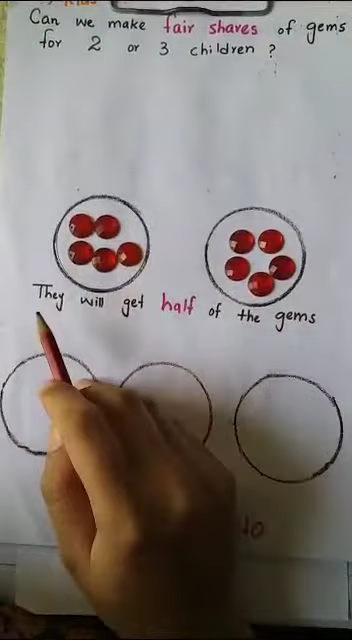 Can we make fair shares of gems
for 2 or 3 children ?
They will get half of the gems